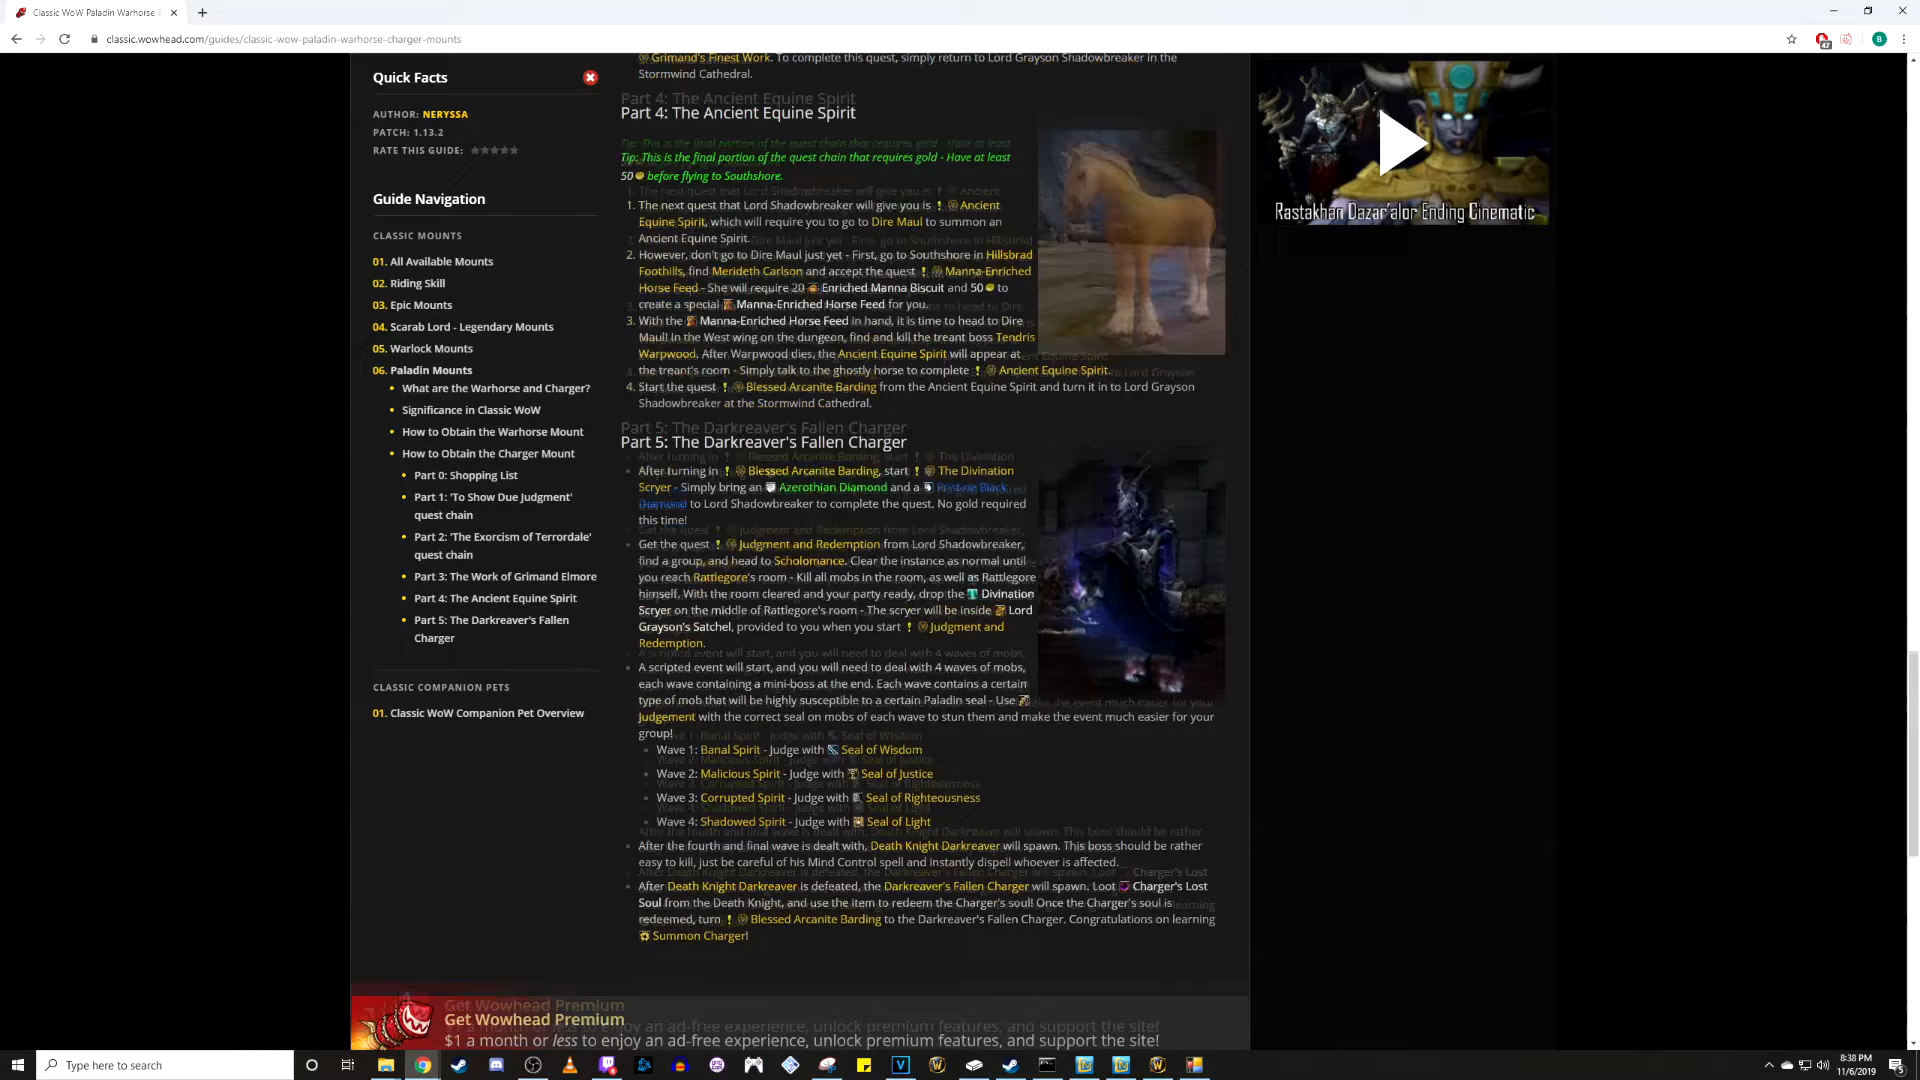 Classic WoW Paladin Warhorse
classic.wowhead.com/guides/classic-wow-paladin-warhorse-charger-mounts
47
B
Quick Facts
AUTHOR: NERYSSA
PATCH: 1.13.2
RATE THIS GUIDE:
Guide Navigation
CLASSIC MOUNTS
01. All Available Mounts
02. Riding Skill
03. Epic Mounts
04. Scarab Lord - Legendary Mounts
05. Warlock Mounts
06. Paladin Mounts
What are the Warhorse and Charger?
Significance in Classic WoW
How to Obtain the Warhorse Mount
How to Obtain the Charger Mount
Part 0: Shopping List
Part 1: 'To Show Due Judgment'
quest chain
Part 2: 'The Exorcism of Terrordale'
quest chain
Part 3: The Work of Grimand Elmore
Part 4: The Ancient Equine Spirit
Part 5: The Darkreaver's Fallen
Charger
CLASSIC COMPANION PETS
01. Classic WoW Companion Pet Overview
Grimand's Finest Work. To complete this quest, simply return to Lord Grayson Shadowbreaker in the
Stormwind Cathedral.
Part 4: The Ancient Equine Spirit
Tip: This is the final portion of the quest chain that requires gold - Have at least
50 before flying to Southshore.
1. The next quest that Lord Shadowbreaker will give you is ! Ancient
Equine Spirit, which will require you to go to Dire Maul to summon an
Ancient Equine Spirit.
2. However, don't go to Dire Maul just yet - First, go to Southshore in Hillsbrad
Foothills, find Merideth Carlson and accept the quest ! Manna-Enriched
Horse Feed - She will require 20 Enriched Manna Biscuit and 50 to
create a special Manna-Enriched Horse Feed for you.
3. With the Manna-Enriched Horse Feed in hand, it is time to head to Dire
Maul! In the West wing on the dungeon, find and kill the treant boss Tendris
Warpwood. After Warpwood dies, the Ancient Equine Spirit will appear at
the treant's room - Simply talk to the ghostly horse to complete ! Ancient Equine Spirit.
4. Start the quest ! Blessed Arcanite Barding from the Ancient Equine Spirit and turn it in to Lord Grayson
Shadowbreaker at the Stormwind Cathedral.
Part 5: The Darkreaver's Fallen Charger
After turning in ! Blessed Arcanite Barding, start ! The Divination
Scryer - Simply bring an Azerothian Diamond and a Pristine Black
Diamond to Lord Shadowbreaker to complete the quest. No gold required
this time!
Get the quest ! Judgment and Redemption from Lord Shadowbreaker,
find a group, and head to Scholomance. Clear the instance as normal until
you reach Rattlegore's room - Kill all mobs in the room, as well as Rattlegore
himself. With the room cleared and your party ready, drop the Divination
Scryer on the middle of Rattlegore's room - The scryer will be inside Lord
Grayson's Satchel, provided to you when you start ! Judgment and
Redemption.
A scripted event will start, and you will need to deal with 4 waves of mobs,
each wave containing a mini-boss at the end. Each wave contains a certain
type of mob that will be highly susceptible to a certain Paladin seal - Use
Judgement with the correct seal on mobs of each wave to stun them and make the event much easier for your
group!
Wave 1: Banal Spirit - Judge with Seal of Wisdom
Wave 2: Malicious Spirit - Judge with Seal of Justice
Wave 3: Corrupted Spirit - Judge with Seal of Righteousness
Wave 4: Shadowed Spirit - Judge with Seal of Light
After the fourth and final wave is dealt with, Death Knight Darkreaver will spawn. This boss should be rather
easy to kill, just be careful of his Mind Control spell and instantly dispell whoever is affected.
After Death Knight Darkreaver is defeated, the Darkreaver's Fallen Charger will spawn. Loot Charger's Lost
Soul from the Death Knight, and use the item to redeem the Charger's soul! Once the Charger's soul is
redeemed, turn ! Blessed Arcanite Barding to the Darkreaver's Fallen Charger. Congratulations on learning
Summon Charger!
Get Wowhead Premium
$1 a month or less to enjoy an ad-free experience, unlock premium features, and support the site!
Rastakhan Dazar'alor Ending Cinematic
Type here to search
8:38 PM
11/6/2019
5